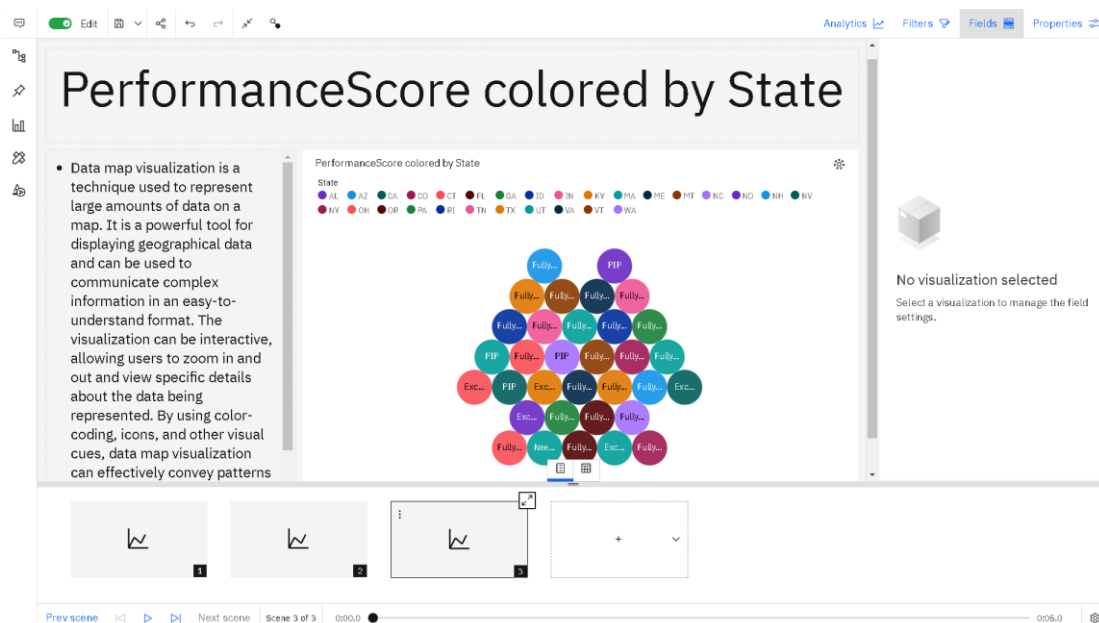 Edit
Analytics
Filters
Fields
Properties
PerformanceScore colored by State
• Data map visualization is a
technique used to represent
large amounts of data on a
map. It is a powerful tool for
displaying geographical data
and can be used to
communicate complex
information in an easy-to-
understand format. The
visualization can be interactive,
allowing users to zoom in and
out and view specific details
about the data being
represented. By using color-
coding, icons, and other visual
cues, data map visualization
can effectively convey patterns
PerformanceScore colored by State
State
AL AZ CA CO CT FL GA ID IN KY MA ME MT NC ND NH NV
NY OH OR PA RI TN TX UT VA VT WA
Fully... PIP
Fully... Fully... Fully... Fully...
Fully... Fully... Fully... Fully... Fully...
PIP Fully... PIP Fully... Fully... Fully...
Exc... PIP Exc... Fully... Fully... Fully... Exc...
Exc... Fully... Fully... Fully...
Fully... Nee... Fully... Exc... Fully...
No visualization selected
Select a visualization to manage the field
settings.
1
2
3
+
Prev scene
Next scene
Scene 3 of 3
0:00.0
0:05.0